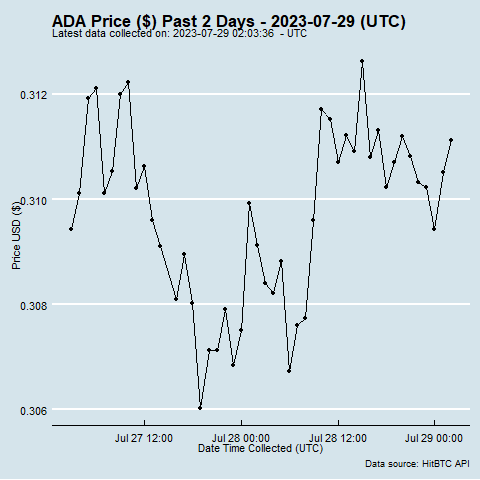 ADA Price ($) Past 2 Days - 2023-07-29 (UTC)
Latest data collected on: 2023-07-29 02:03:36  - UTC
0.312
0.310
0.308
0.306
Price USD ($)
Jul 27 12:00
Jul 28 00:00
Jul 28 12:00
Jul 29 00:00
Date Time Collected (UTC)
Data source: HitBTC API